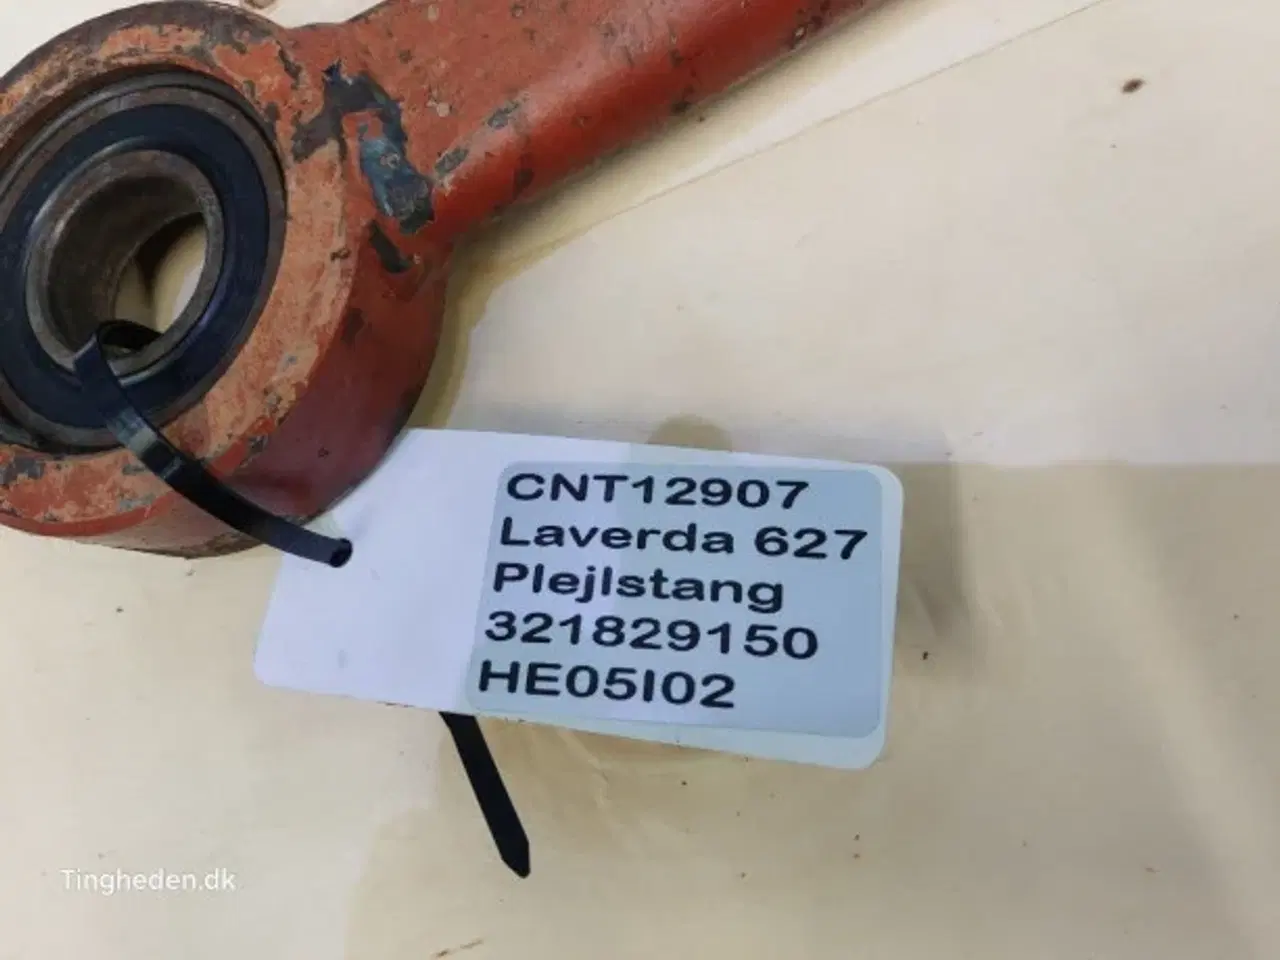 CNT12907
Laverda 627
Plejlstang
321829150
HE05I02
Tingheden.dk